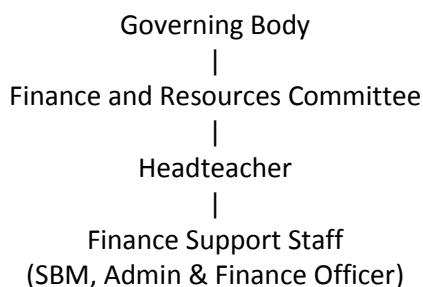 Governing Body
|
Finance and Resources Committee
|
Headteacher
|
Finance Support Staff
(SBM, Admin & Finance Officer)